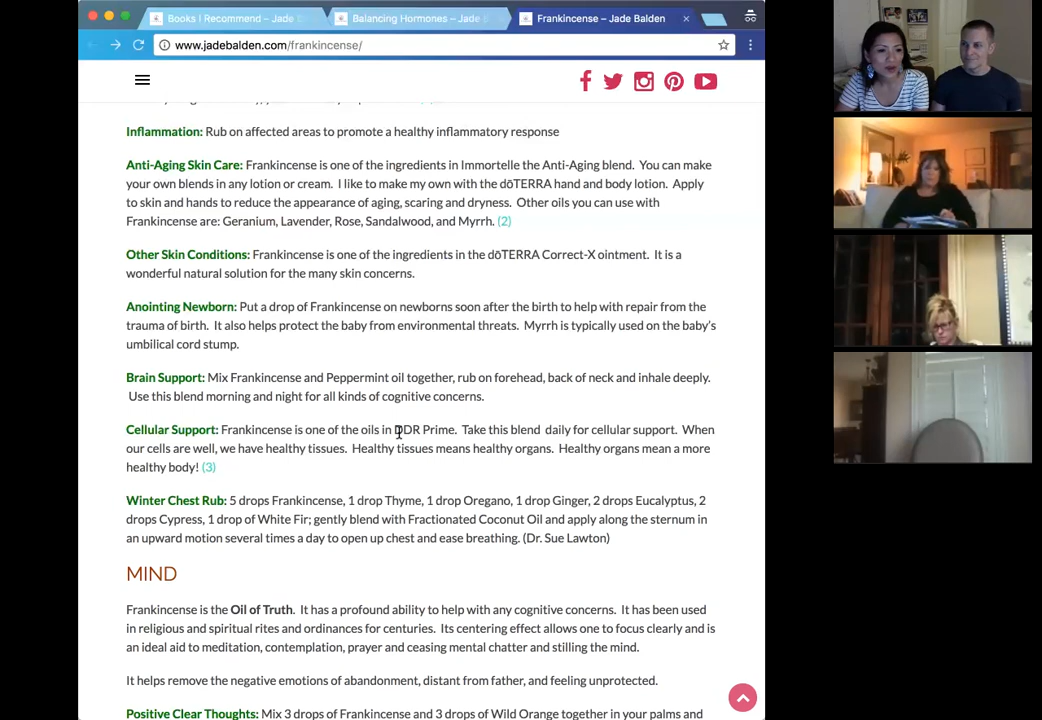 Books I Recommend – Jade
Balancing Hormones – Jade
Frankincense – Jade Balden
www.jadebalden.com/frankincense/
Inflammation: Rub on affected areas to promote a healthy inflammatory response
Anti-Aging Skin Care: Frankincense is one of the ingredients in Immortelle the Anti-Aging blend. You can make
your own blends in any lotion or cream. I like to make my own with the dōTERRA hand and body lotion. Apply
to skin and hands to reduce the appearance of aging, scaring and dryness. Other oils you can use with
Frankincense are: Geranium, Lavender, Rose, Sandalwood, and Myrrh. (2)
Other Skin Conditions: Frankincense is one of the ingredients in the dōTERRA Correct-X ointment. It is a
wonderful natural solution for the many skin concerns.
Anointing Newborn: Put a drop of Frankincense on newborns soon after the birth to help with repair from the
trauma of birth. It also helps protect the baby from environmental threats. Myrrh is typically used on the baby's
umbilical cord stump.
Brain Support: Mix Frankincense and Peppermint oil together, rub on forehead, back of neck and inhale deeply.
Use this blend morning and night for all kinds of cognitive concerns.
Cellular Support: Frankincense is one of the oils in DDR Prime. Take this blend daily for cellular support. When
our cells are well, we have healthy tissues. Healthy tissues means healthy organs. Healthy organs mean a more
healthy body! (3)
Winter Chest Rub: 5 drops Frankincense, 1 drop Thyme, 1 drop Oregano, 1 drop Ginger, 2 drops Eucalyptus, 2
drops Cypress, 1 drop of White Fir; gently blend with Fractionated Coconut Oil and apply along the sternum in
an upward motion several times a day to open up chest and ease breathing. (Dr. Sue Lawton)
MIND
Frankincense is the Oil of Truth. It has a profound ability to help with any cognitive concerns. It has been used
in religious and spiritual rites and ordinances for centuries. Its centering effect allows one to focus clearly and is
an ideal aid to meditation, contemplation, prayer and ceasing mental chatter and stilling the mind.
It helps remove the negative emotions of abandonment, distant from father, and feeling unprotected.
Positive Clear Thoughts: Mix 3 drops of Frankincense and 3 drops of Wild Orange together in your palms and